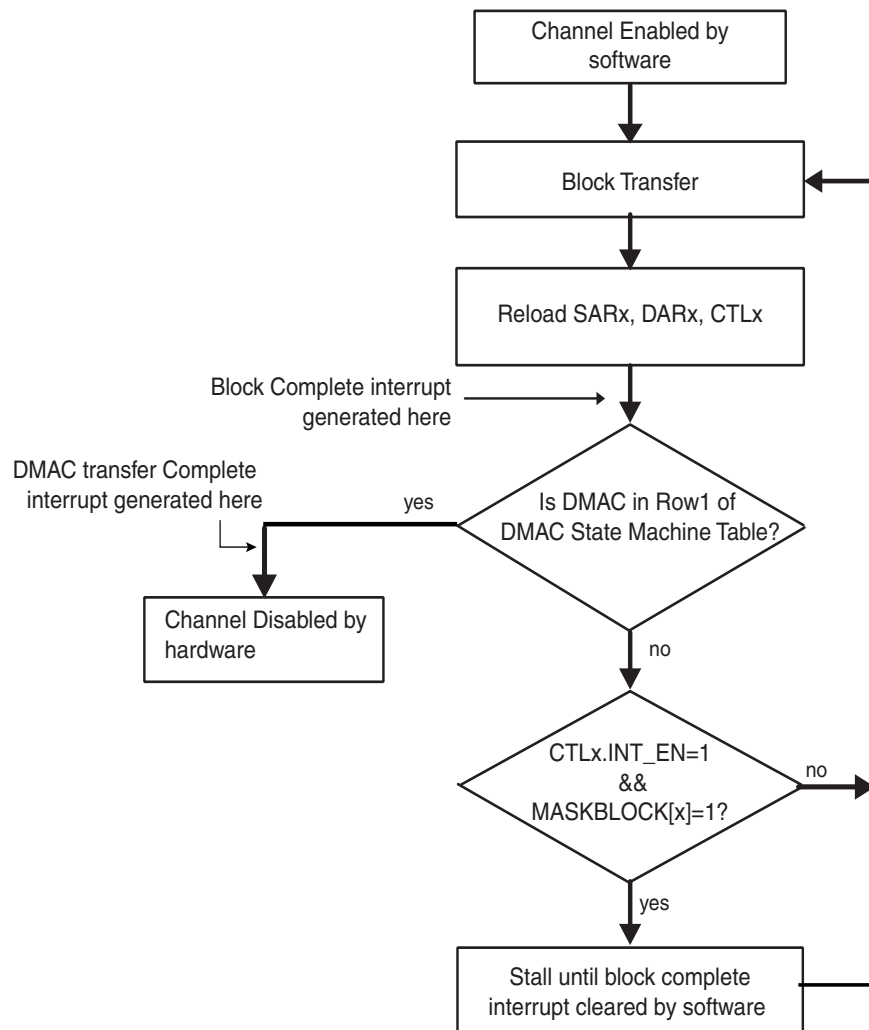 Channel Enabled by
software
Block Transfer
Reload SARx, DARx, CTLx
Block Complete interrupt
generated here
DMAC transfer Complete
interrupt generated here
yes
Is DMAC in Row1 of
DMAC State Machine Table?
Channel Disabled by
hardware
no
CTLx.INT_EN=1
&&
MASKBLOCK[x]=1?
no
yes
Stall until block complete
interrupt cleared by software